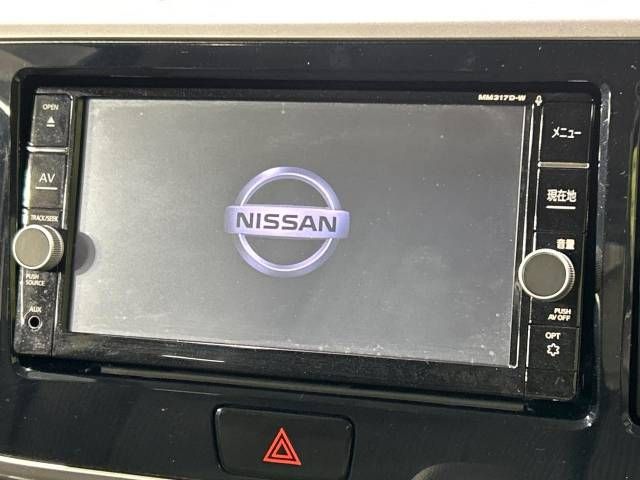 MM317D-W
OPEN
AV
TRACK/SEEK
PUSH
SOURCE
AUX
NISSAN
メニュー
現在地
音量
PUSH
AV OFF
OPT